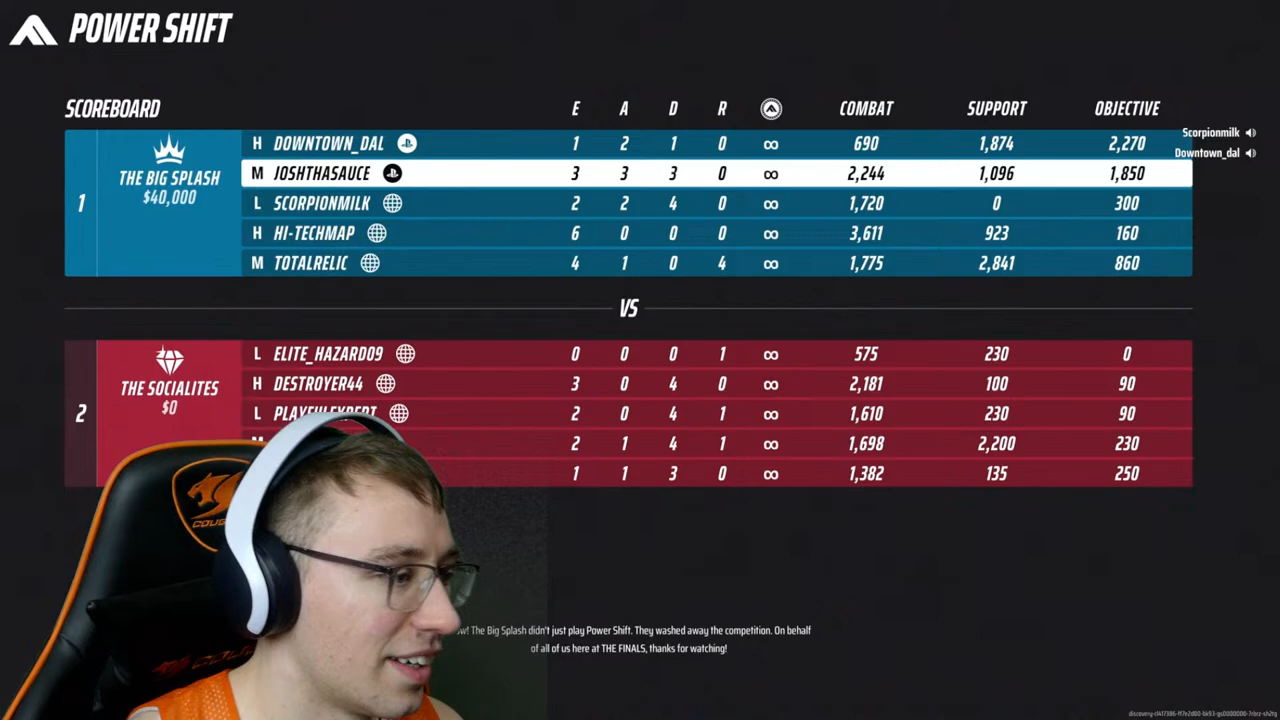 POWER SHIFT
SCOREBOARD E A D R COMBAT SUPPORT OBJECTIVE
Scorpionmilk
Downtown_dal
1 THE BIG SPLASH $40,000
H DOWNTOWN_DAL 1 2 1 0 ∞ 690 1,874 2,270
M JOSHTHASAUCE 3 3 3 0 ∞ 2,244 1,096 1,850
L SCORPIONMILK 2 2 4 0 ∞ 1,720 0 300
H HI-TECHMAP 6 0 0 0 ∞ 3,611 923 160
M TOTALRELIC 4 1 0 4 ∞ 1,775 2,841 860
VS
2 THE SOCIALITES $0
L ELITE_HAZARD09 0 0 0 1 ∞ 575 230 0
H DESTROYER44 3 0 4 0 ∞ 2,181 100 90
L PLAYFULEXPERT 2 0 4 1 ∞ 1,610 230 90
2 1 4 1 ∞ 1,698 2,200 230
1 1 3 0 ∞ 1,382 135 250
The Big Splash didn't just play Power Shift. They washed away the competition. On behalf
of all of us here at THE FINALS, thanks for watching!
COUGAR